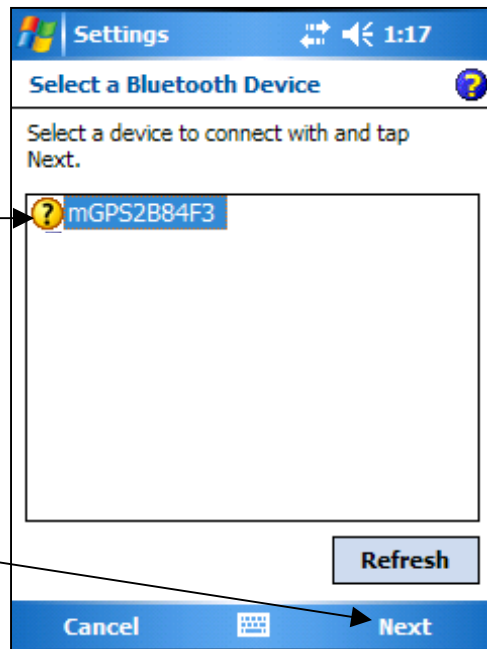 Settings 1:17
Select a Bluetooth Device ?
Select a device to connect with and tap
Next.
? mGPS2B84F3
Refresh
Cancel Next